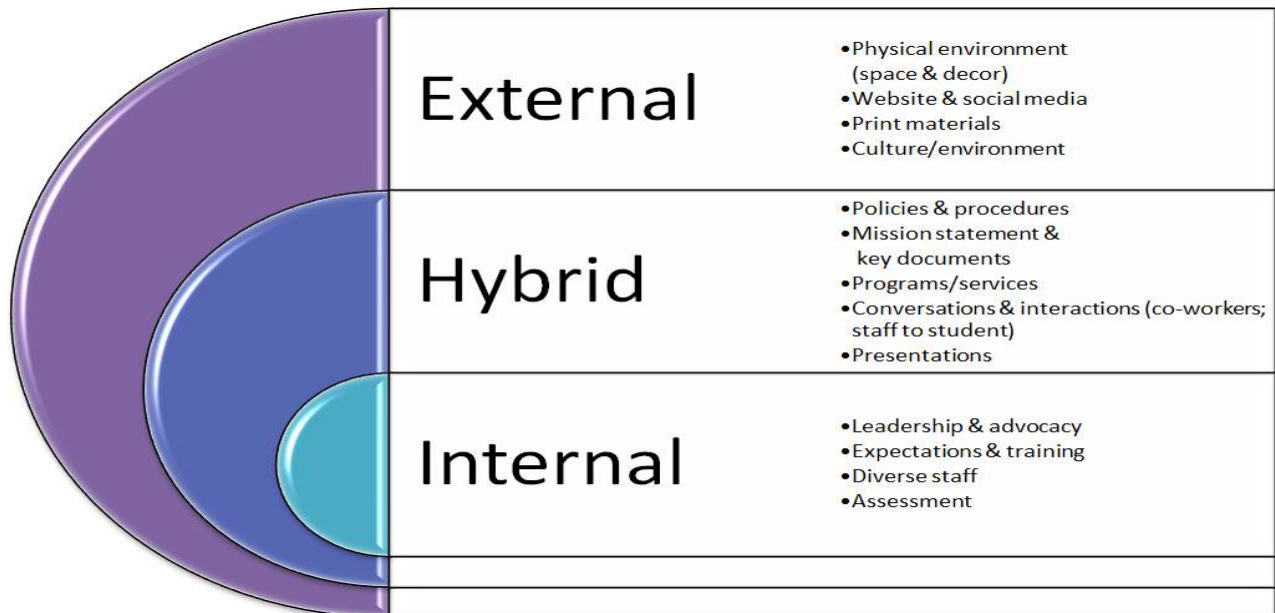 External
•Physical environment
(space & decor)
•Website & social media
•Print materials
•Culture/environment
Hybrid
•Policies & procedures
•Mission statement &
key documents
•Programs/services
•Conversations & interactions (co-workers;
staff to student)
•Presentations
Internal
•Leadership & advocacy
•Expectations & training
•Diverse staff
•Assessment